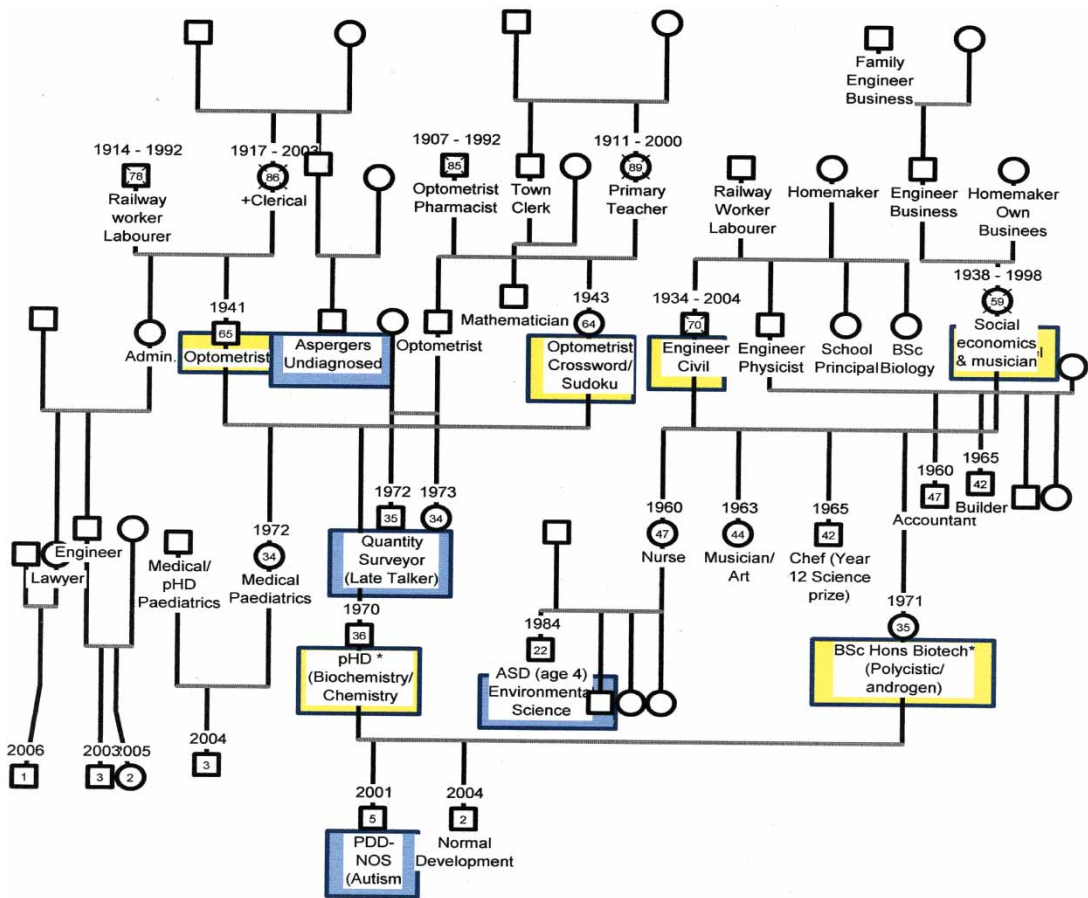 Family
Engineer
Business
1914 - 1992
78
Railway
worker
Labourer
1917 - 2003
86
+Clerical
1907 - 1992
85
Optometrist
Pharmacist
Town
Clerk
1911 - 2000
89
Primary
Teacher
Railway
Worker
Labourer
Homemaker
Engineer
Business
Homemaker
Own
Businees
Admin.
1941
65
Optometrist
Aspergers
Undiagnosed
Optometrist
Mathematician
1943
64
Optometrist
Crossword/
Sudoku
1934 - 2004
70
Engineer
Civil
Engineer
Physicist
School
Principal
BSc
Biology
1938 - 1998
59
Social
economics
& musician
Engineer
Lawyer
Medical/
pHD
Paediatrics
1972
34
Medical
Paediatrics
1972
35
1973
34
Quantity
Surveyor
(Late Talker)
1960
47
Nurse
1963
44
Musician/
Art
1965
42
Chef (Year
12 Science
prize)
1960
47
Accountant
1965
42
Builder
1970
36
pHD *
(Biochemistry/
Chemistry
1984
22
ASD (age 4)
Environmenta
Science
1971
35
BSc Hons Biotech*
(Polycistic/
androgen)
2006
1
2003
3
2005
2
2004
3
2001
5
PDD-
NOS
(Autism
2004
2
Normal
Development